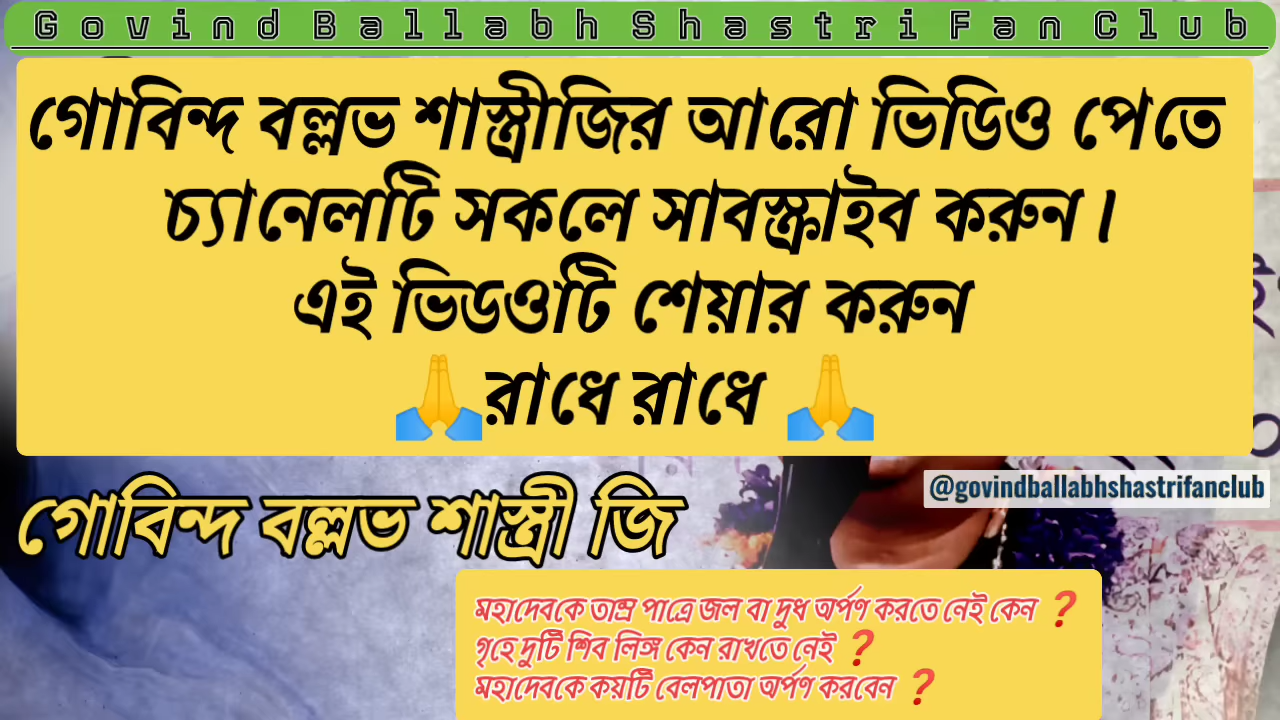 Govind Ballabh Shastri Fan Club
গোবিন্দ বল্লভ শাস্ত্রীজির আরো ভিডিও পেতে
চ্যানেলটি সকলে সাবস্ক্রাইব করুন।
এই ভিডওটি শেয়ার করুন
🙏রাধে রাধে 🙏
@govindballabhshastrifanclub
গোবিন্দ বল্লভ শাস্ত্রী জি
মহাদেবকে তাম্র পাত্রে জল বা দুধ অর্পণ করতে নেই কেন ❓
গৃহে দুটি শিব লিঙ্গ কেন রাখতে নেই ❓
মহাদেবকে কয়টি বেলপাতা অর্পণ করবেন ❓